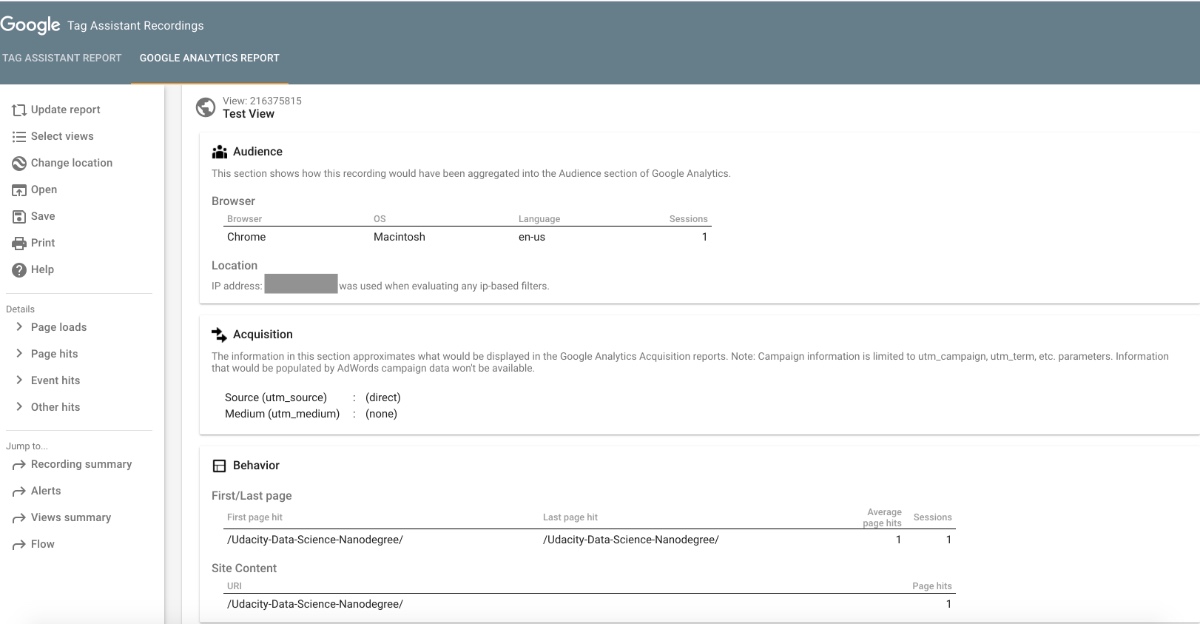 Google Tag Assistant Recordings
TAG ASSISTANT REPORT GOOGLE ANALYTICS REPORT
Update report
Select views
Change location
Open
Save
Print
Help
Details
Page loads
Page hits
Event hits
Other hits
Jump to...
Recording summary
Alerts
Views summary
Flow
View: 216375815
Test View
Audience
This section shows how this recording would have been aggregated into the Audience section of Google Analytics.
Browser
Browser OS Language Sessions
Chrome Macintosh en-us 1
Location
IP address: was used when evaluating any ip-based filters.
Acquisition
The information in this section approximates what would be displayed in the Google Analytics Acquisition reports. Note: Campaign information is limited to utm_campaign, utm_term, etc. parameters. Information
that would be populated by AdWords campaign data won't be available.
Source (utm_source) : (direct)
Medium (utm_medium) : (none)
Behavior
First/Last page
First page hit Last page hit Average page hits Sessions
/Udacity-Data-Science-Nanodegree/ /Udacity-Data-Science-Nanodegree/ 1 1
Site Content
URI Page hits
/Udacity-Data-Science-Nanodegree/ 1